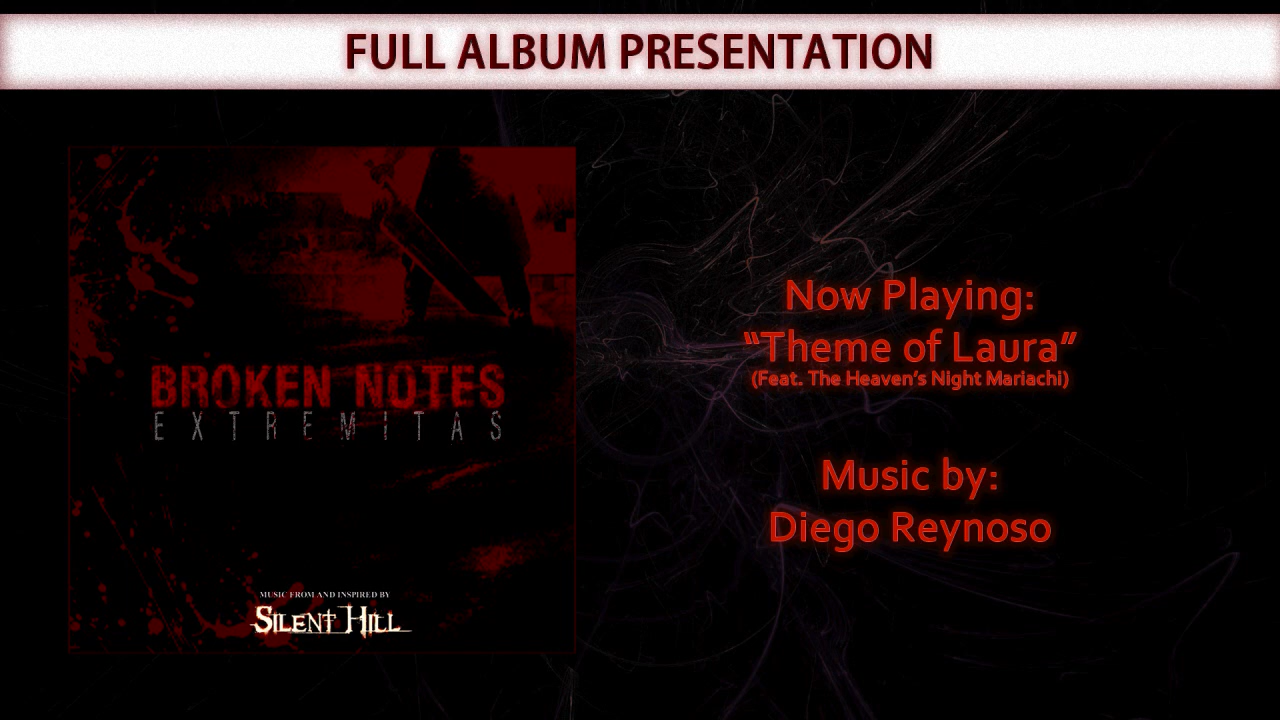 FULL ALBUM PRESENTATION
BROKEN NOTES
EXTREMITAS
MUSIC FROM AND INSPIRED BY
SILENT HILL
Now Playing:
“Theme of Laura”
(Feat. The Heaven’s Night Mariachi)
Music by:
Diego Reynoso